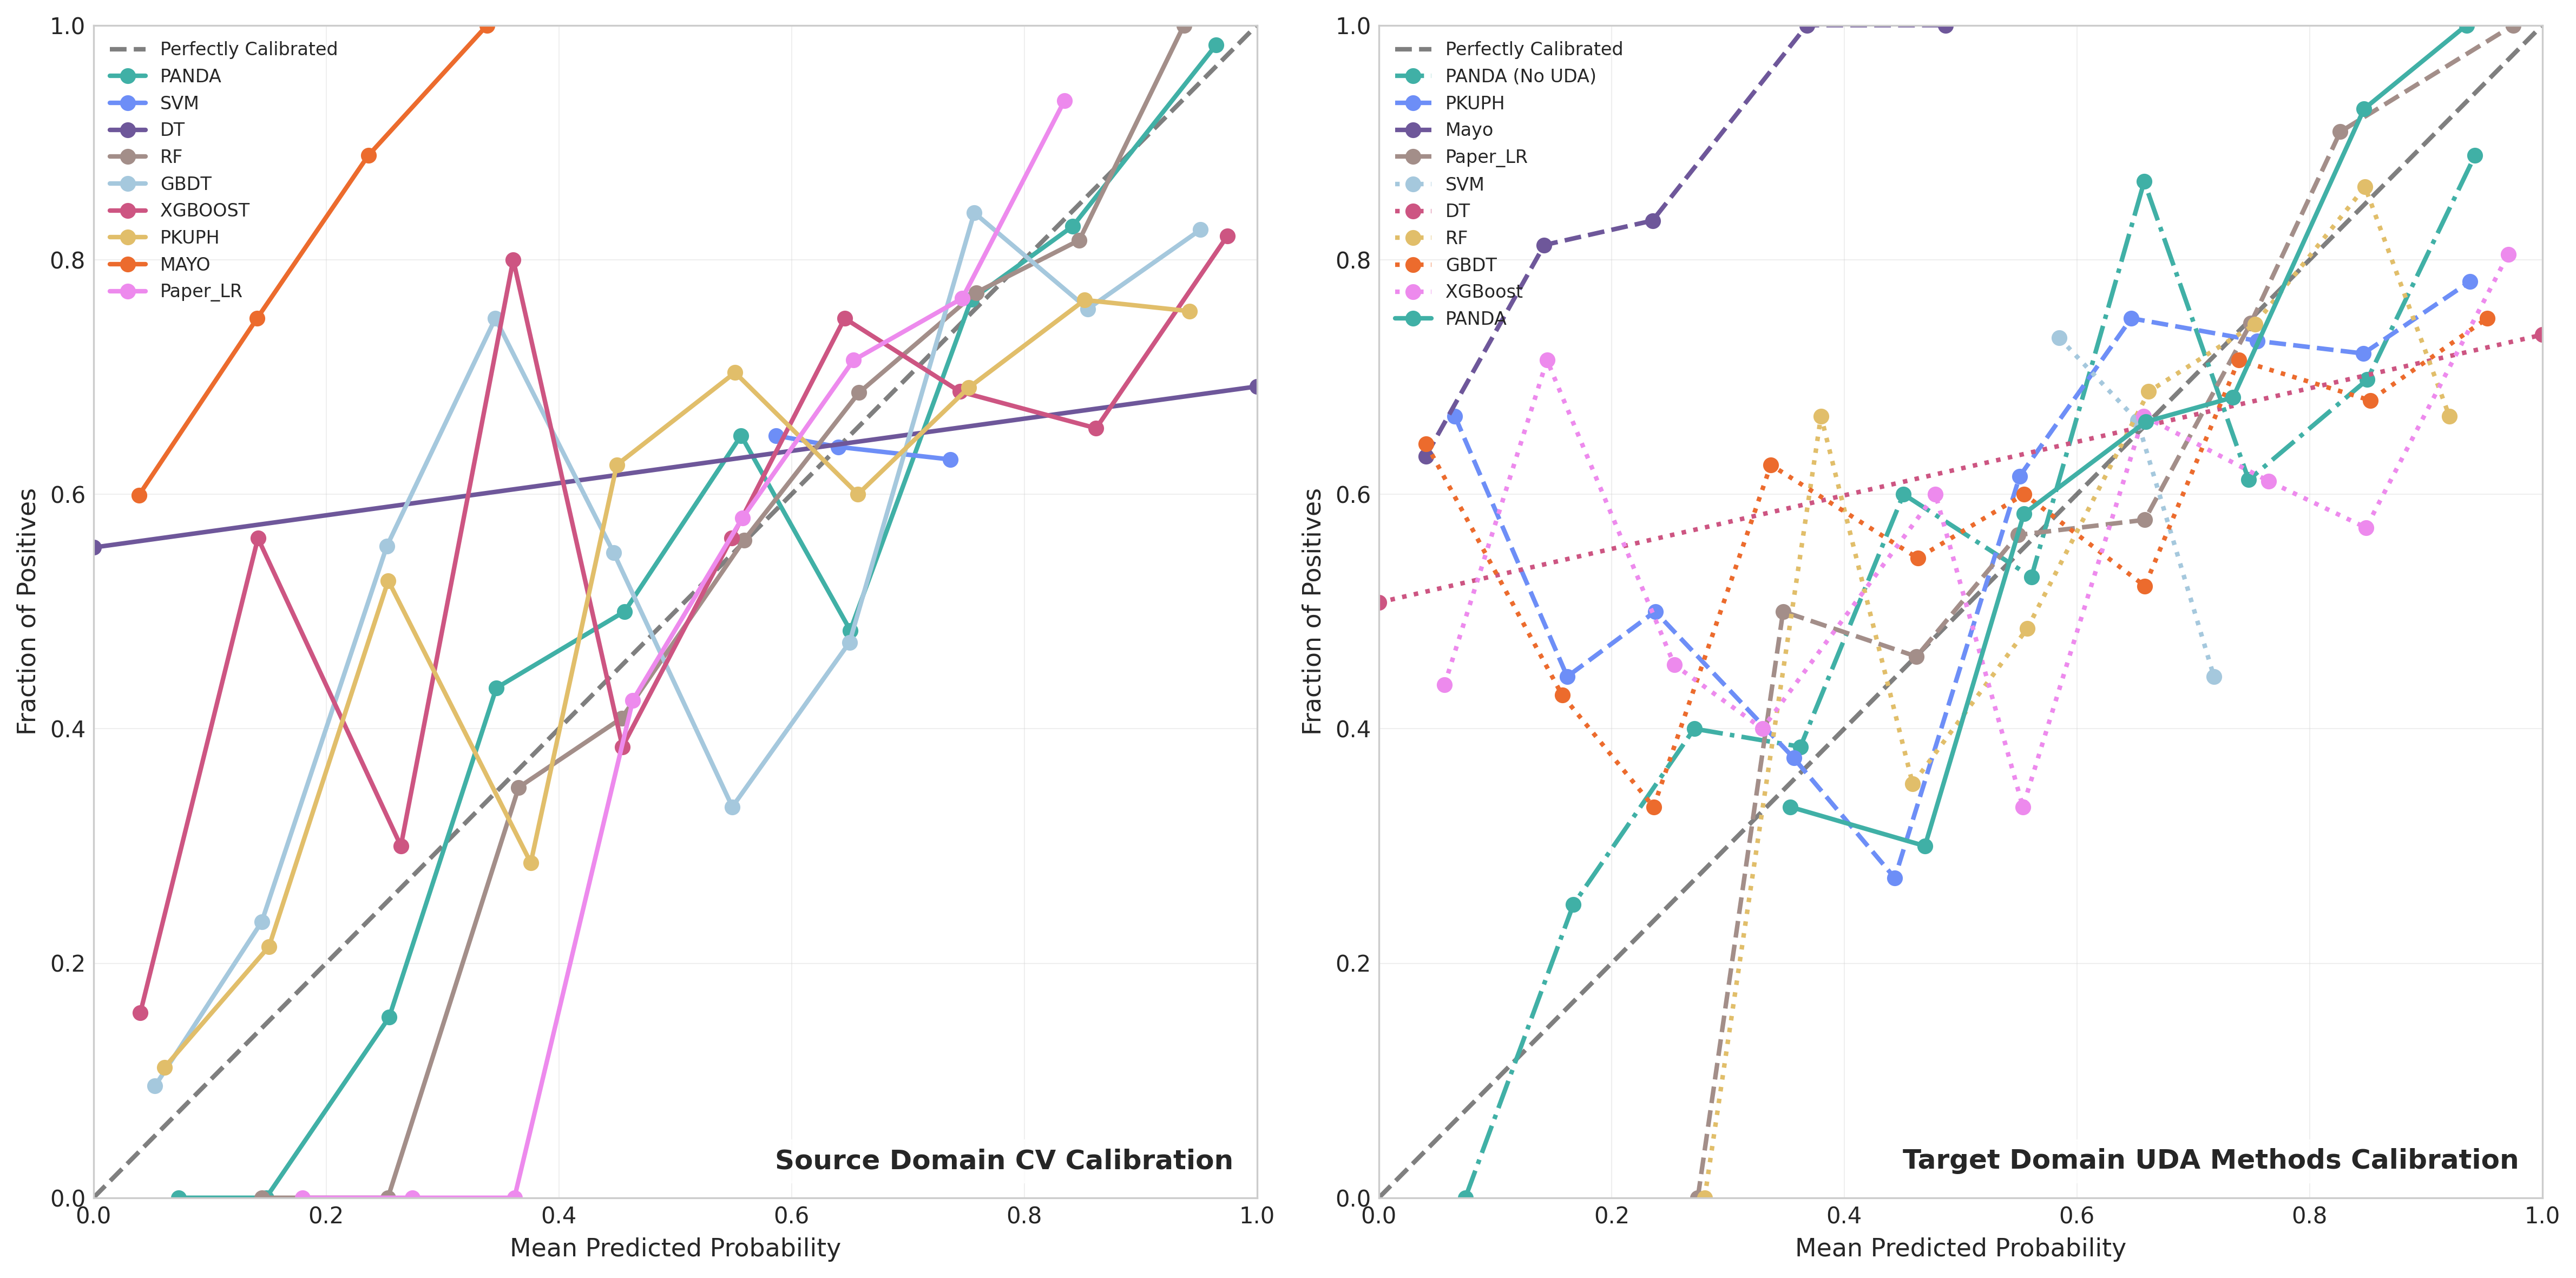 1.0
0.8
0.6
0.4
0.2
0.0
Fraction of Positives
Perfectly Calibrated
PANDA
SVM
DT
RF
GBDT
XGBOOST
PKUPH
MAYO
Paper_LR
Source Domain CV Calibration
0.0 0.2 0.4 0.6 0.8 1.0
Mean Predicted Probability
1.0
0.8
0.6
0.4
0.2
0.0
Fraction of Positives
Perfectly Calibrated
PANDA (No UDA)
PKUPH
Mayo
Paper_LR
SVM
DT
RF
GBDT
XGBoost
PANDA
Target Domain UDA Methods Calibration
0.0 0.2 0.4 0.6 0.8 1.0
Mean Predicted Probability